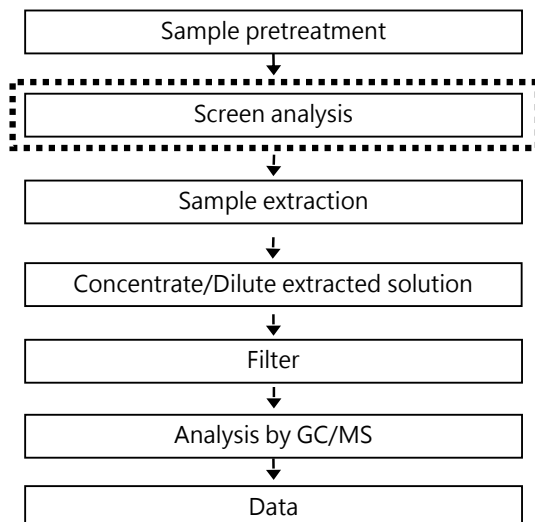 Sample pretreatment
Screen analysis
Sample extraction
Concentrate/Dilute extracted solution
Filter
Analysis by GC/MS
Data